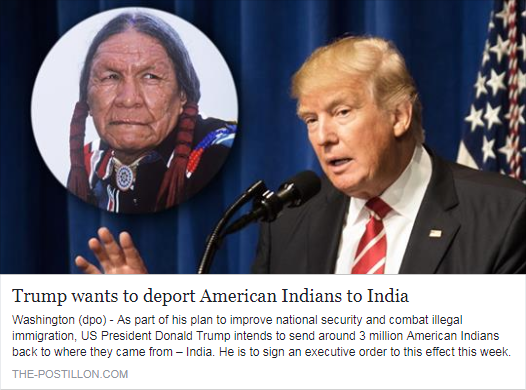 Trump wants to deport American Indians to India
Washington (dpo) - As part of his plan to improve national security and combat illegal
immigration, US President Donald Trump intends to send around 3 million American Indians
back to where they came from – India. He is to sign an executive order to this effect this week.
THE-POSTILLON.COM